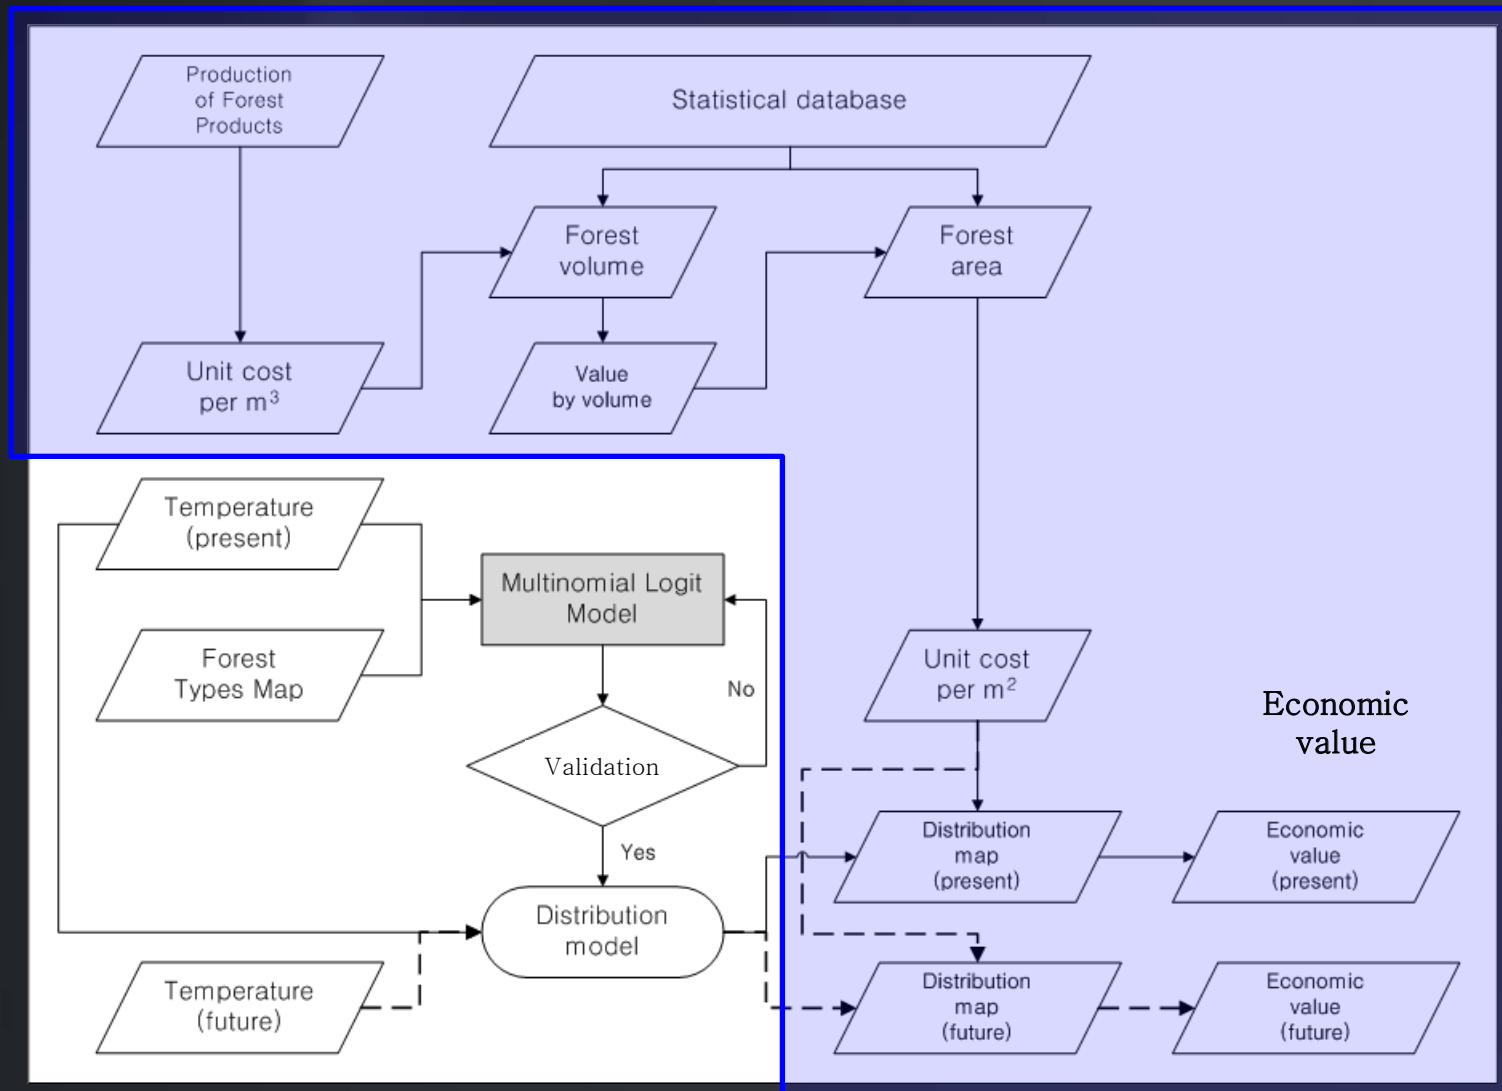 Production
of Forest
Products
Statistical database
Forest
volume
Forest
area
Unit cost
per m³
Value
by volume
Temperature
(present)
Multinomial Logit
Model
Forest
Types Map
No
Unit cost
per m²
Economic
value
Validation
Yes
Distribution
map
(present)
Economic
value
(present)
Distribution
model
Temperature
(future)
Distribution
map
(future)
Economic
value
(future)